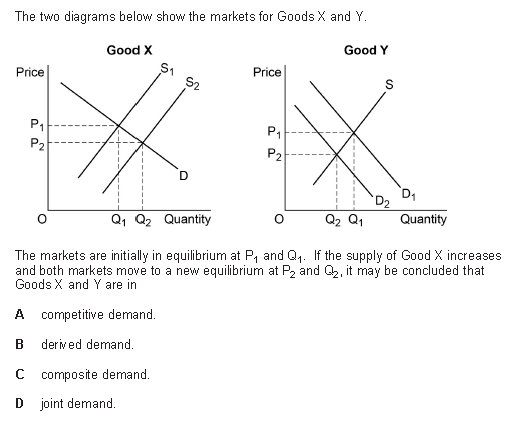 The two diagrams below show the markets for Goods X and Y.
Good X
Good Y
Price
S1
S2
P1
P2
D
O
Q1 Q2 Quantity
Price
S
P1
P2
D1
D2
O
Q2 Q1
Quantity
The markets are initially in equilibrium at P1 and Q1. If the supply of Good X increases
and both markets move to a new equilibrium at P2 and Q2, it may be concluded that
Goods X and Y are in
A competitive demand.
B derived demand.
C composite demand.
D joint demand.